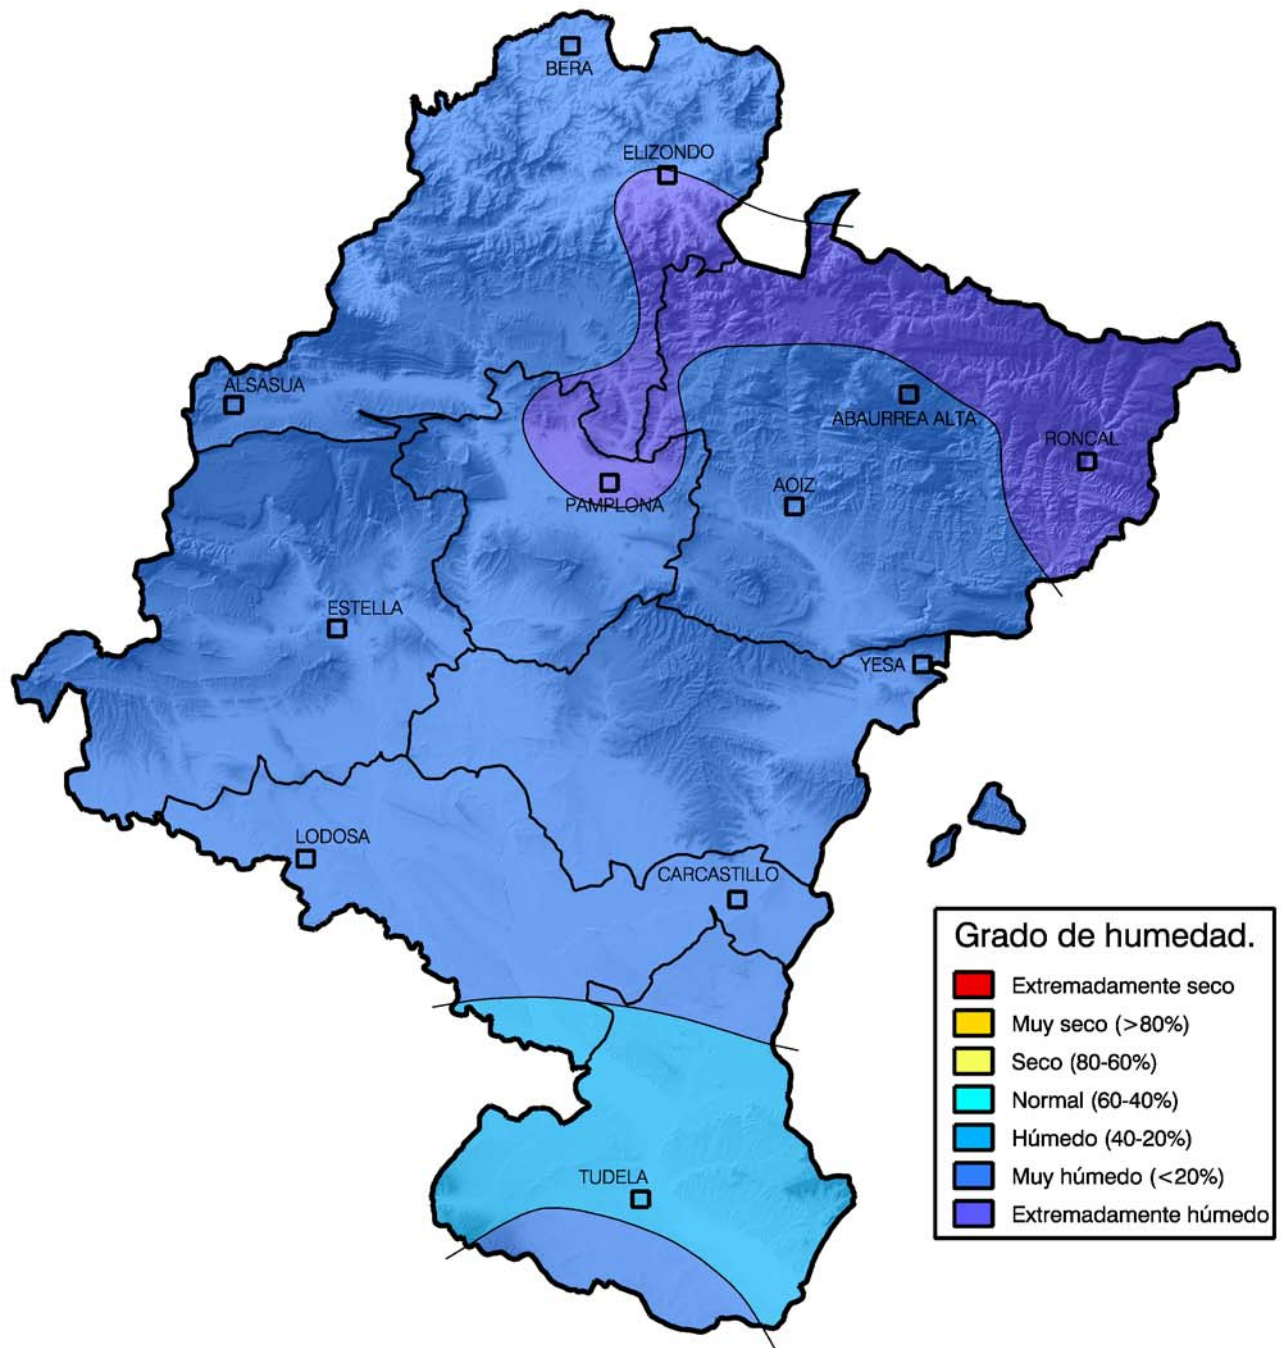 BERA
ELIZONDO
ALSASUA
ABAURREA ALTA
RONCAL
AOIZ
PAMPLONA
ESTELLA
YESA
LODOSA
CARCASTILLO
TUDELA
Grado de humedad.
Extremadamente seco
Muy seco (>80%)
Seco (80-60%)
Normal (60-40%)
Húmedo (40-20%)
Muy húmedo (<20%)
Extremadamente húmedo